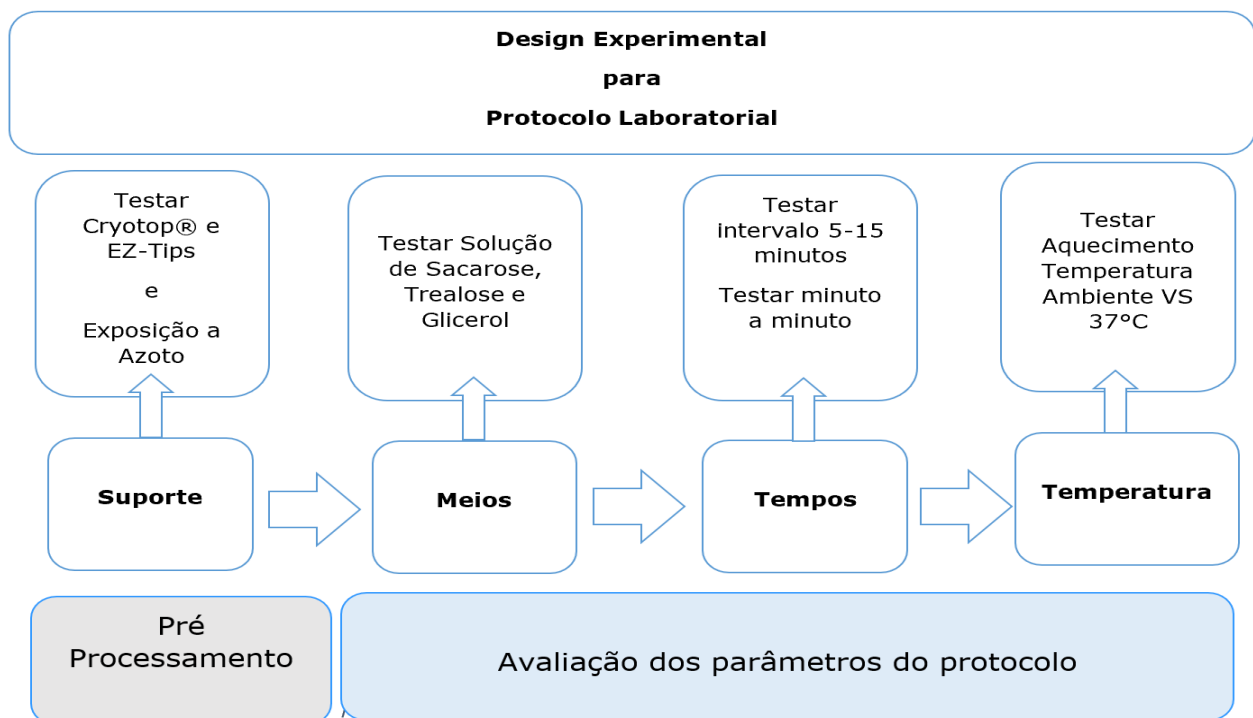 Design Experimental
para
Protocolo Laboratorial
Testar
Cryotop® e
EZ-Tips
e
Exposição a
Azoto
Testar Solução
de Sacarose,
Trealose e
Glicerol
Testar
intervalo 5-15
minutos
Testar minuto
a minuto
Testar
Aquecimento
Temperatura
Ambiente VS
37°C
Suporte
Meios
Tempos
Temperatura
Pré
Processamento
Avaliação dos parâmetros do protocolo